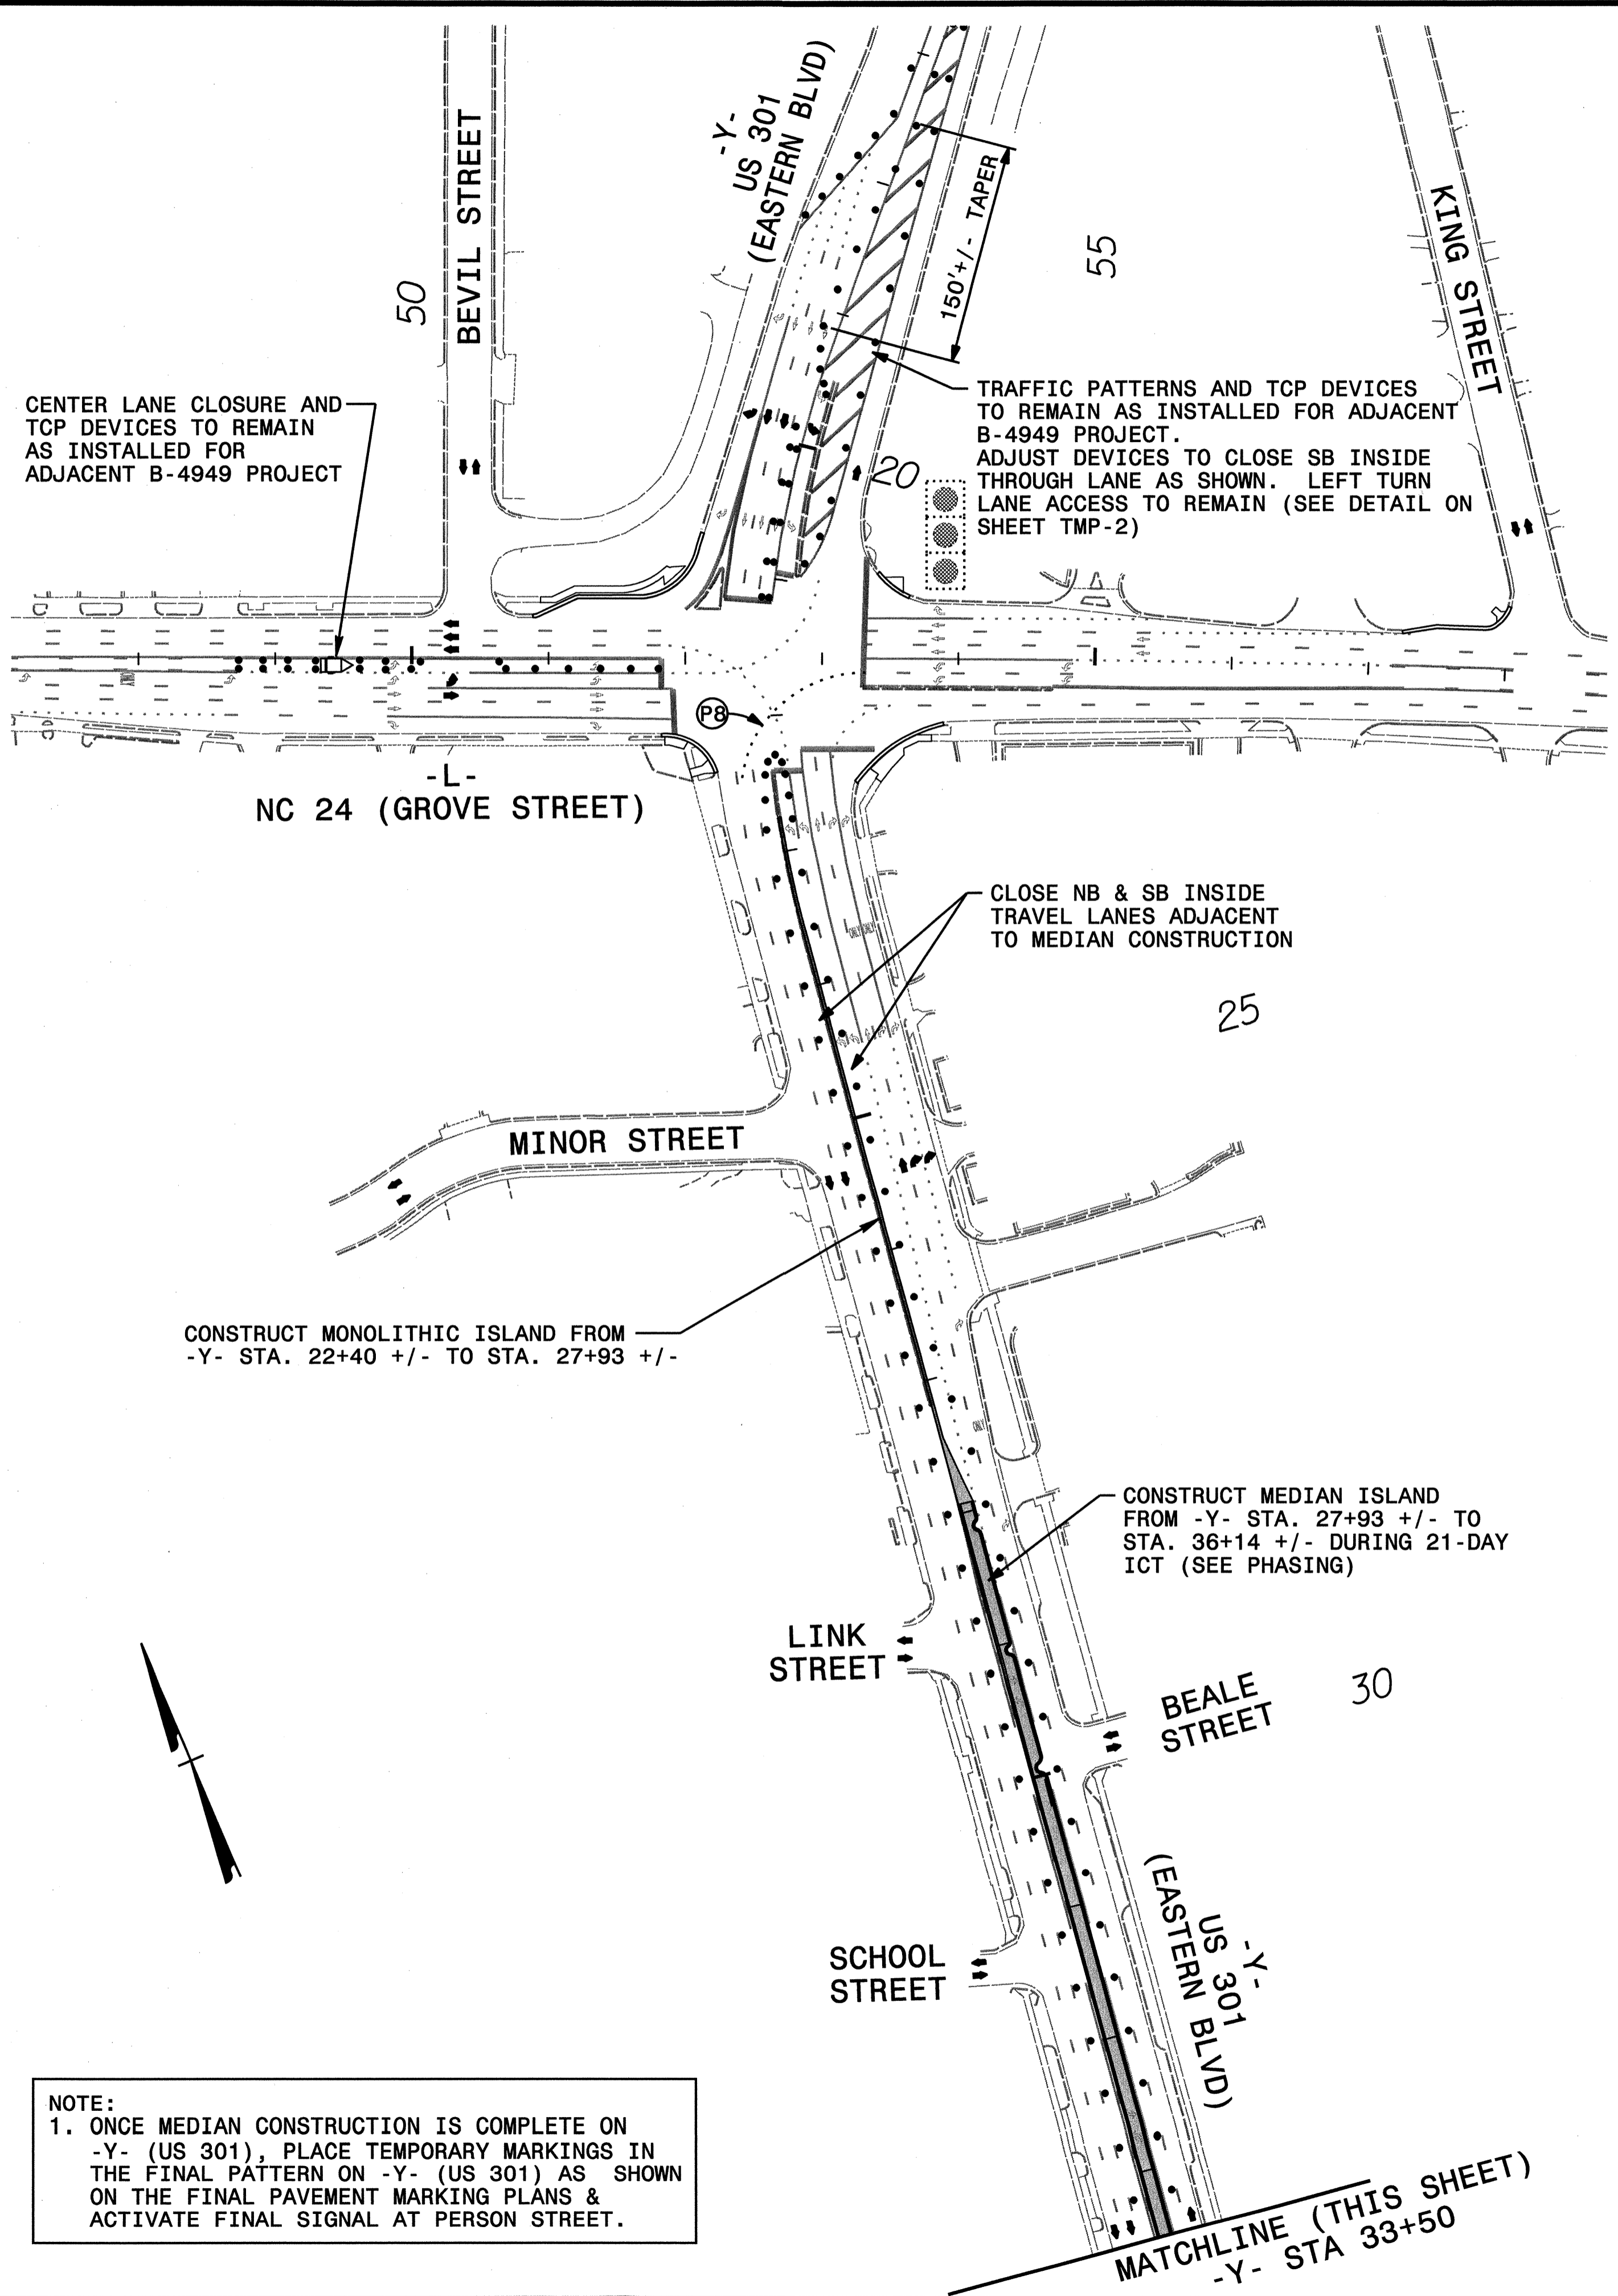 -Y-
US 301
(EASTERN BLVD)
BEVIL STREET
50
150'+/- TAPER
55
KING STREET
CENTER LANE CLOSURE AND
TCP DEVICES TO REMAIN
AS INSTALLED FOR
ADJACENT B-4949 PROJECT
TRAFFIC PATTERNS AND TCP DEVICES
TO REMAIN AS INSTALLED FOR ADJACENT
B-4949 PROJECT.
ADJUST DEVICES TO CLOSE SB INSIDE
THROUGH LANE AS SHOWN. LEFT TURN
LANE ACCESS TO REMAIN (SEE DETAIL ON
SHEET TMP-2)
20
P8
-L-
NC 24 (GROVE STREET)
CLOSE NB & SB INSIDE
TRAVEL LANES ADJACENT
TO MEDIAN CONSTRUCTION
ONLY ONLY
25
MINOR STREET
CONSTRUCT MONOLITHIC ISLAND FROM
-Y- STA. 22+40 +/- TO STA. 27+93 +/-
ONLY
CONSTRUCT MEDIAN ISLAND
FROM -Y- STA. 27+93 +/- TO
STA. 36+14 +/- DURING 21-DAY
ICT (SEE PHASING)
LINK
STREET
BEALE
STREET
30
SCHOOL
STREET
-Y-
US 301
(EASTERN BLVD)
NOTE:
1. ONCE MEDIAN CONSTRUCTION IS COMPLETE ON
-Y- (US 301), PLACE TEMPORARY MARKINGS IN
THE FINAL PATTERN ON -Y- (US 301) AS SHOWN
ON THE FINAL PAVEMENT MARKING PLANS &
ACTIVATE FINAL SIGNAL AT PERSON STREET.
MATCHLINE (THIS SHEET)
-Y- STA 33+50